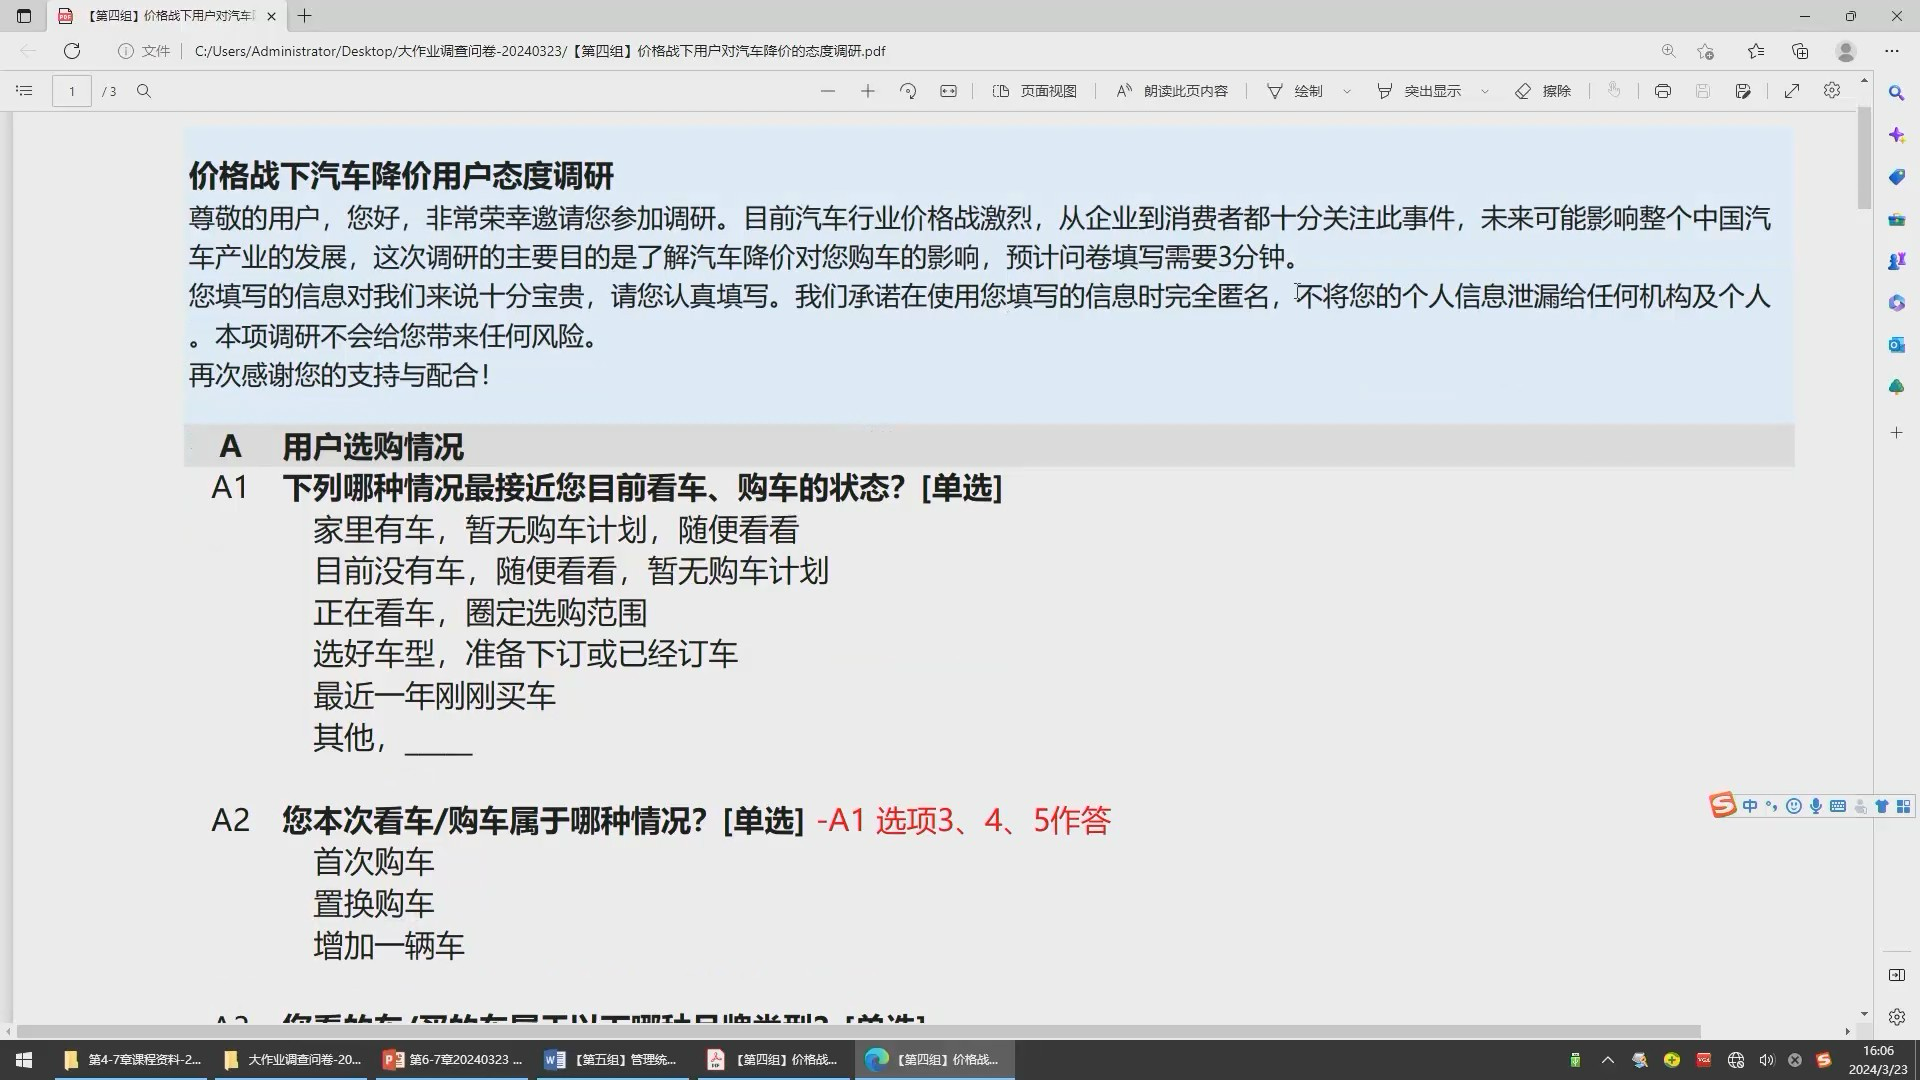 【第四组】价格战下用户对汽车
文件
C:/Users/Administrator/Desktop/大作业调查问卷-20240323/【第四组】价格战下用户对汽车降价的态度调研.pdf
1 / 3
页面视图
朗读此页内容
绘制
突出显示
擦除
价格战下汽车降价用户态度调研
尊敬的用户，您好，非常荣幸邀请您参加调研。目前汽车行业价格战激烈，从企业到消费者都十分关注此事件，未来可能影响整个中国汽
车产业的发展，这次调研的主要目的是了解汽车降价对您购车的影响，预计问卷填写需要3分钟。
您填写的信息对我们来说十分宝贵，请您认真填写。我们承诺在使用您填写的信息时完全匿名，不将您的个人信息泄漏给任何机构及个人
。本项调研不会给您带来任何风险。
再次感谢您的支持与配合！
A 用户选购情况
A1 下列哪种情况最接近您目前看车、购车的状态？[单选]
家里有车，暂无购车计划，随便看看
目前没有车，随便看看，暂无购车计划
正在看车，圈定选购范围
选好车型，准备下订或已经订车
最近一年刚刚买车
其他，_____
A2 您本次看车/购车属于哪种情况？[单选] -A1 选项3、4、5作答
首次购车
置换购车
增加一辆车
A3 您看的车/买的车属于以下哪种品牌类型？[单选]
中
第4-7章课程资料-2...
大作业调查问卷-20...
第6-7章20240323 ...
【第五组】管理统...
【第四组】价格战...
【第四组】价格战...
16:06
2024/3/23